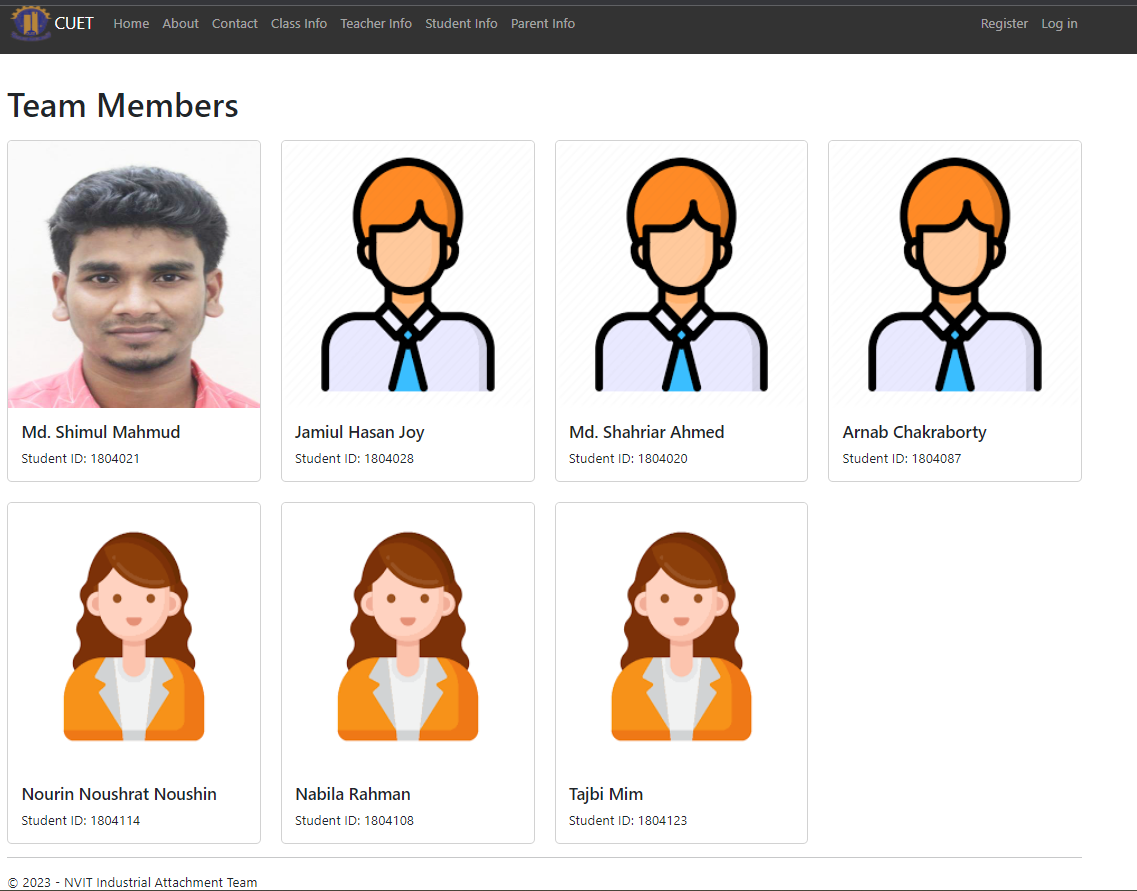 CUET Home About Contact Class Info Teacher Info Student Info Parent Info Register Log in
Team Members
Md. Shimul Mahmud
Student ID: 1804021
Jamiul Hasan Joy
Student ID: 1804028
Md. Shahriar Ahmed
Student ID: 1804020
Arnab Chakraborty
Student ID: 1804087
Nourin Noushrat Noushin
Student ID: 1804114
Nabila Rahman
Student ID: 1804108
Tajbi Mim
Student ID: 1804123
© 2023 - NVIT Industrial Attachment Team